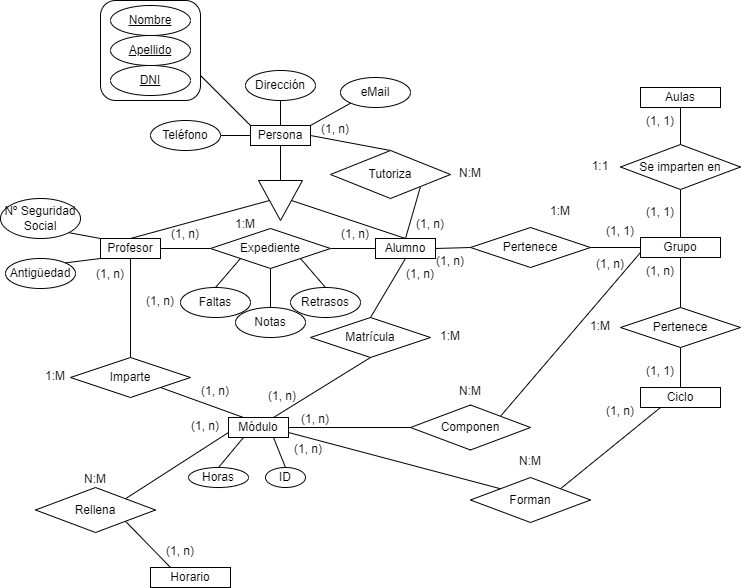 Nombre
Apellido
DNI
Dirección
eMail
Teléfono
Persona
(1, n)
Aulas
(1, 1)
1:1
Se imparten en
Tutoriza
N:M
Nº Seguridad
Social
Antigüedad
Profesor
(1, n)
1:M
Expediente
(1, n)
Alumno
(1, n)
(1, n)
1:M
Pertenece
(1, 1)
(1, 1)
Grupo
(1, n)
(1, n)
(1, n)
(1, n)
Faltas
Notas
Retrasos
(1, n)
Matrícula
1:M
1:M
Pertenece
(1, 1)
Ciclo
(1, n)
1:M
Imparte
(1, n)
(1, n)
(1, n)
Módulo
(1, n)
(1, n)
N:M
Componen
Horas
ID
N:M
Forman
N:M
Rellena
(1, n)
Horario